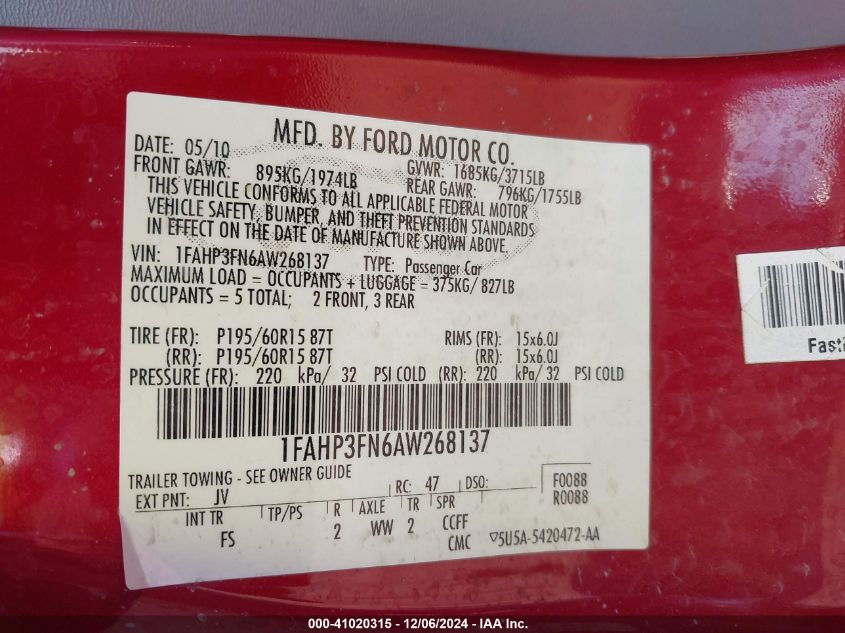 MFD. BY FORD MOTOR CO.
DATE: 05/10 GVWR: 1685KG/3715LB
FRONT GAWR: 895KG/1974LB REAR GAWR: 796KG/1755LB
THIS VEHICLE CONFORMS TO ALL APPLICABLE FEDERAL MOTOR
VEHICLE SAFETY, BUMPER, AND THEFT PREVENTION STANDARDS
IN EFFECT ON THE DATE OF MANUFACTURE SHOWN ABOVE.
VIN: 1FAHP3FN6AW268137 TYPE: Passenger Car
MAXIMUM LOAD = OCCUPANTS + LUGGAGE = 375KG/ 827LB
OCCUPANTS = 5 TOTAL; 2 FRONT, 3 REAR
TIRE (FR): P195/60R15 87T RIMS (FR): 15x6.0J
(RR): P195/60R15 87T (RR): 15x6.0J
PRESSURE (FR): 220 kPa/ 32 PSI COLD (RR): 220 kPa/ 32 PSI COLD
1FAHP3FN6AW268137
TRAILER TOWING - SEE OWNER GUIDE
EXT PNT: JV RC: 47 DSO: F0088
R0088
INT TR TP/PS R AXLE TR SPR
FS 2 WW 2 CCFF
CMC ▽5U5A-5420472-AA
Fasti
000-41020315 - 12/06/2024 - IAA Inc.